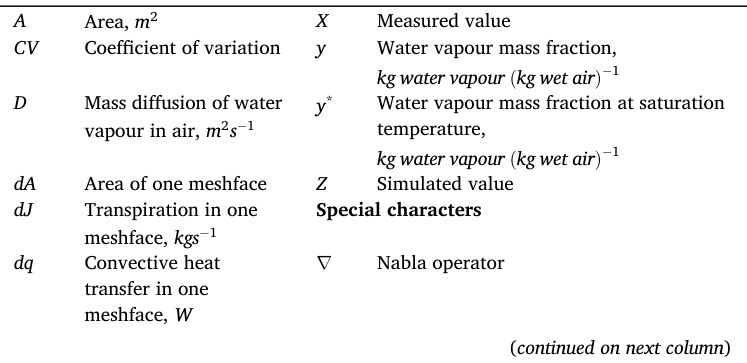 A Area, m² X Measured value
CV Coefficient of variation y Water vapour mass fraction,
kg water vapour (kg wet air)⁻¹
D Mass diffusion of water y* Water vapour mass fraction at saturation
vapour in air, m²s⁻¹ temperature,
kg water vapour (kg wet air)⁻¹
dA Area of one meshface Z Simulated value
dJ Transpiration in one Special characters
meshface, kgs⁻¹
dq Convective heat ∇ Nabla operator
transfer in one
meshface, W
(continued on next column)